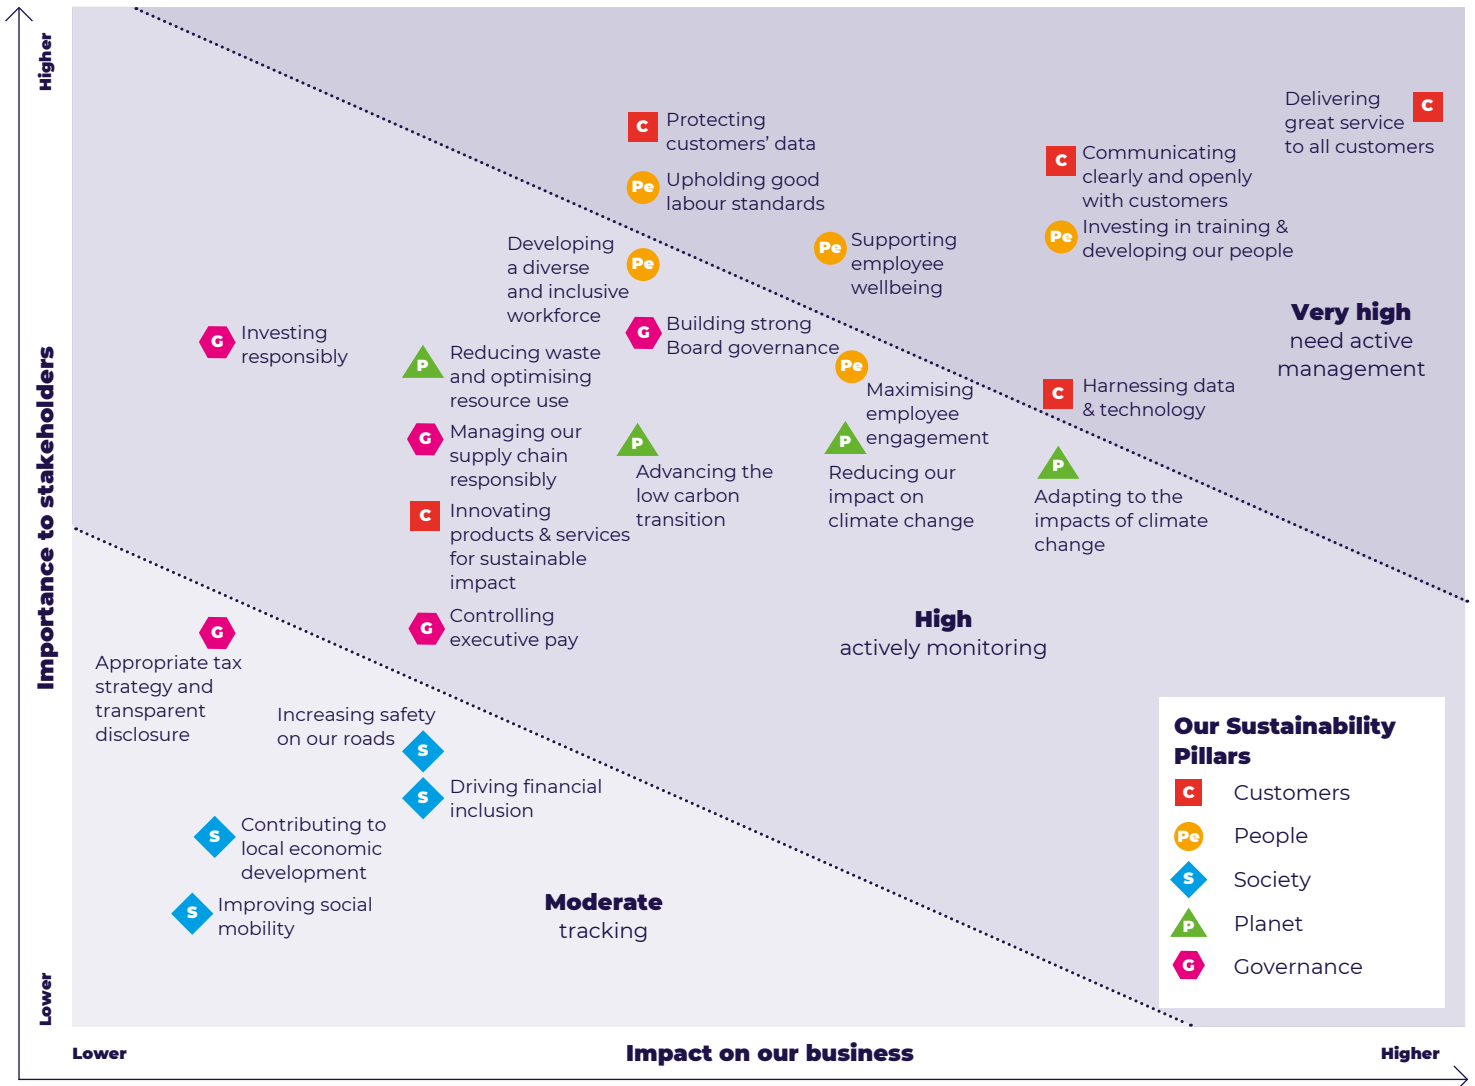 Higher
Importance to stakeholders
Lower
C
Protecting
customers’ data
Pe
Upholding good
labour standards
Delivering
great service
to all customers
C
C
Communicating
clearly and openly
with customers
Pe
Investing in training &
developing our people
Pe
Supporting
employee
wellbeing
Developing
a diverse
and inclusive
workforce
Pe
G
Building strong
Board governance
Very high
need active
management
G
Investing
responsibly
P
Reducing waste
and optimising
resource use
Pe
Maximising
employee
engagement
C
Harnessing data
& technology
G
Managing our
supply chain
responsibly
P
Advancing the
low carbon
transition
P
Reducing our
impact on
climate change
P
Adapting to the
impacts of climate
change
C
Innovating
products & services
for sustainable
impact
G
Controlling
executive pay
High
actively monitoring
G
Appropriate tax
strategy and
transparent
disclosure
Increasing safety
on our roads
S
S
Driving financial
inclusion
S
Contributing to
local economic
development
S
Improving social
mobility
Moderate
tracking
Our Sustainability
Pillars
C Customers
Pe People
S Society
P Planet
G Governance
Lower
Impact on our business
Higher